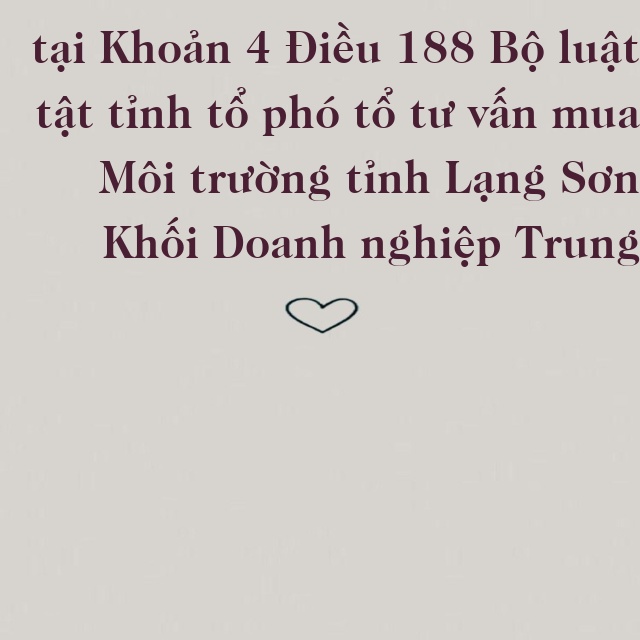 tại Khoản 4 Điều 188 Bộ luật
tật tỉnh tổ phó tổ tư vấn mua
Môi trường tỉnh Lạng Sơn
Khối Doanh nghiệp Trung